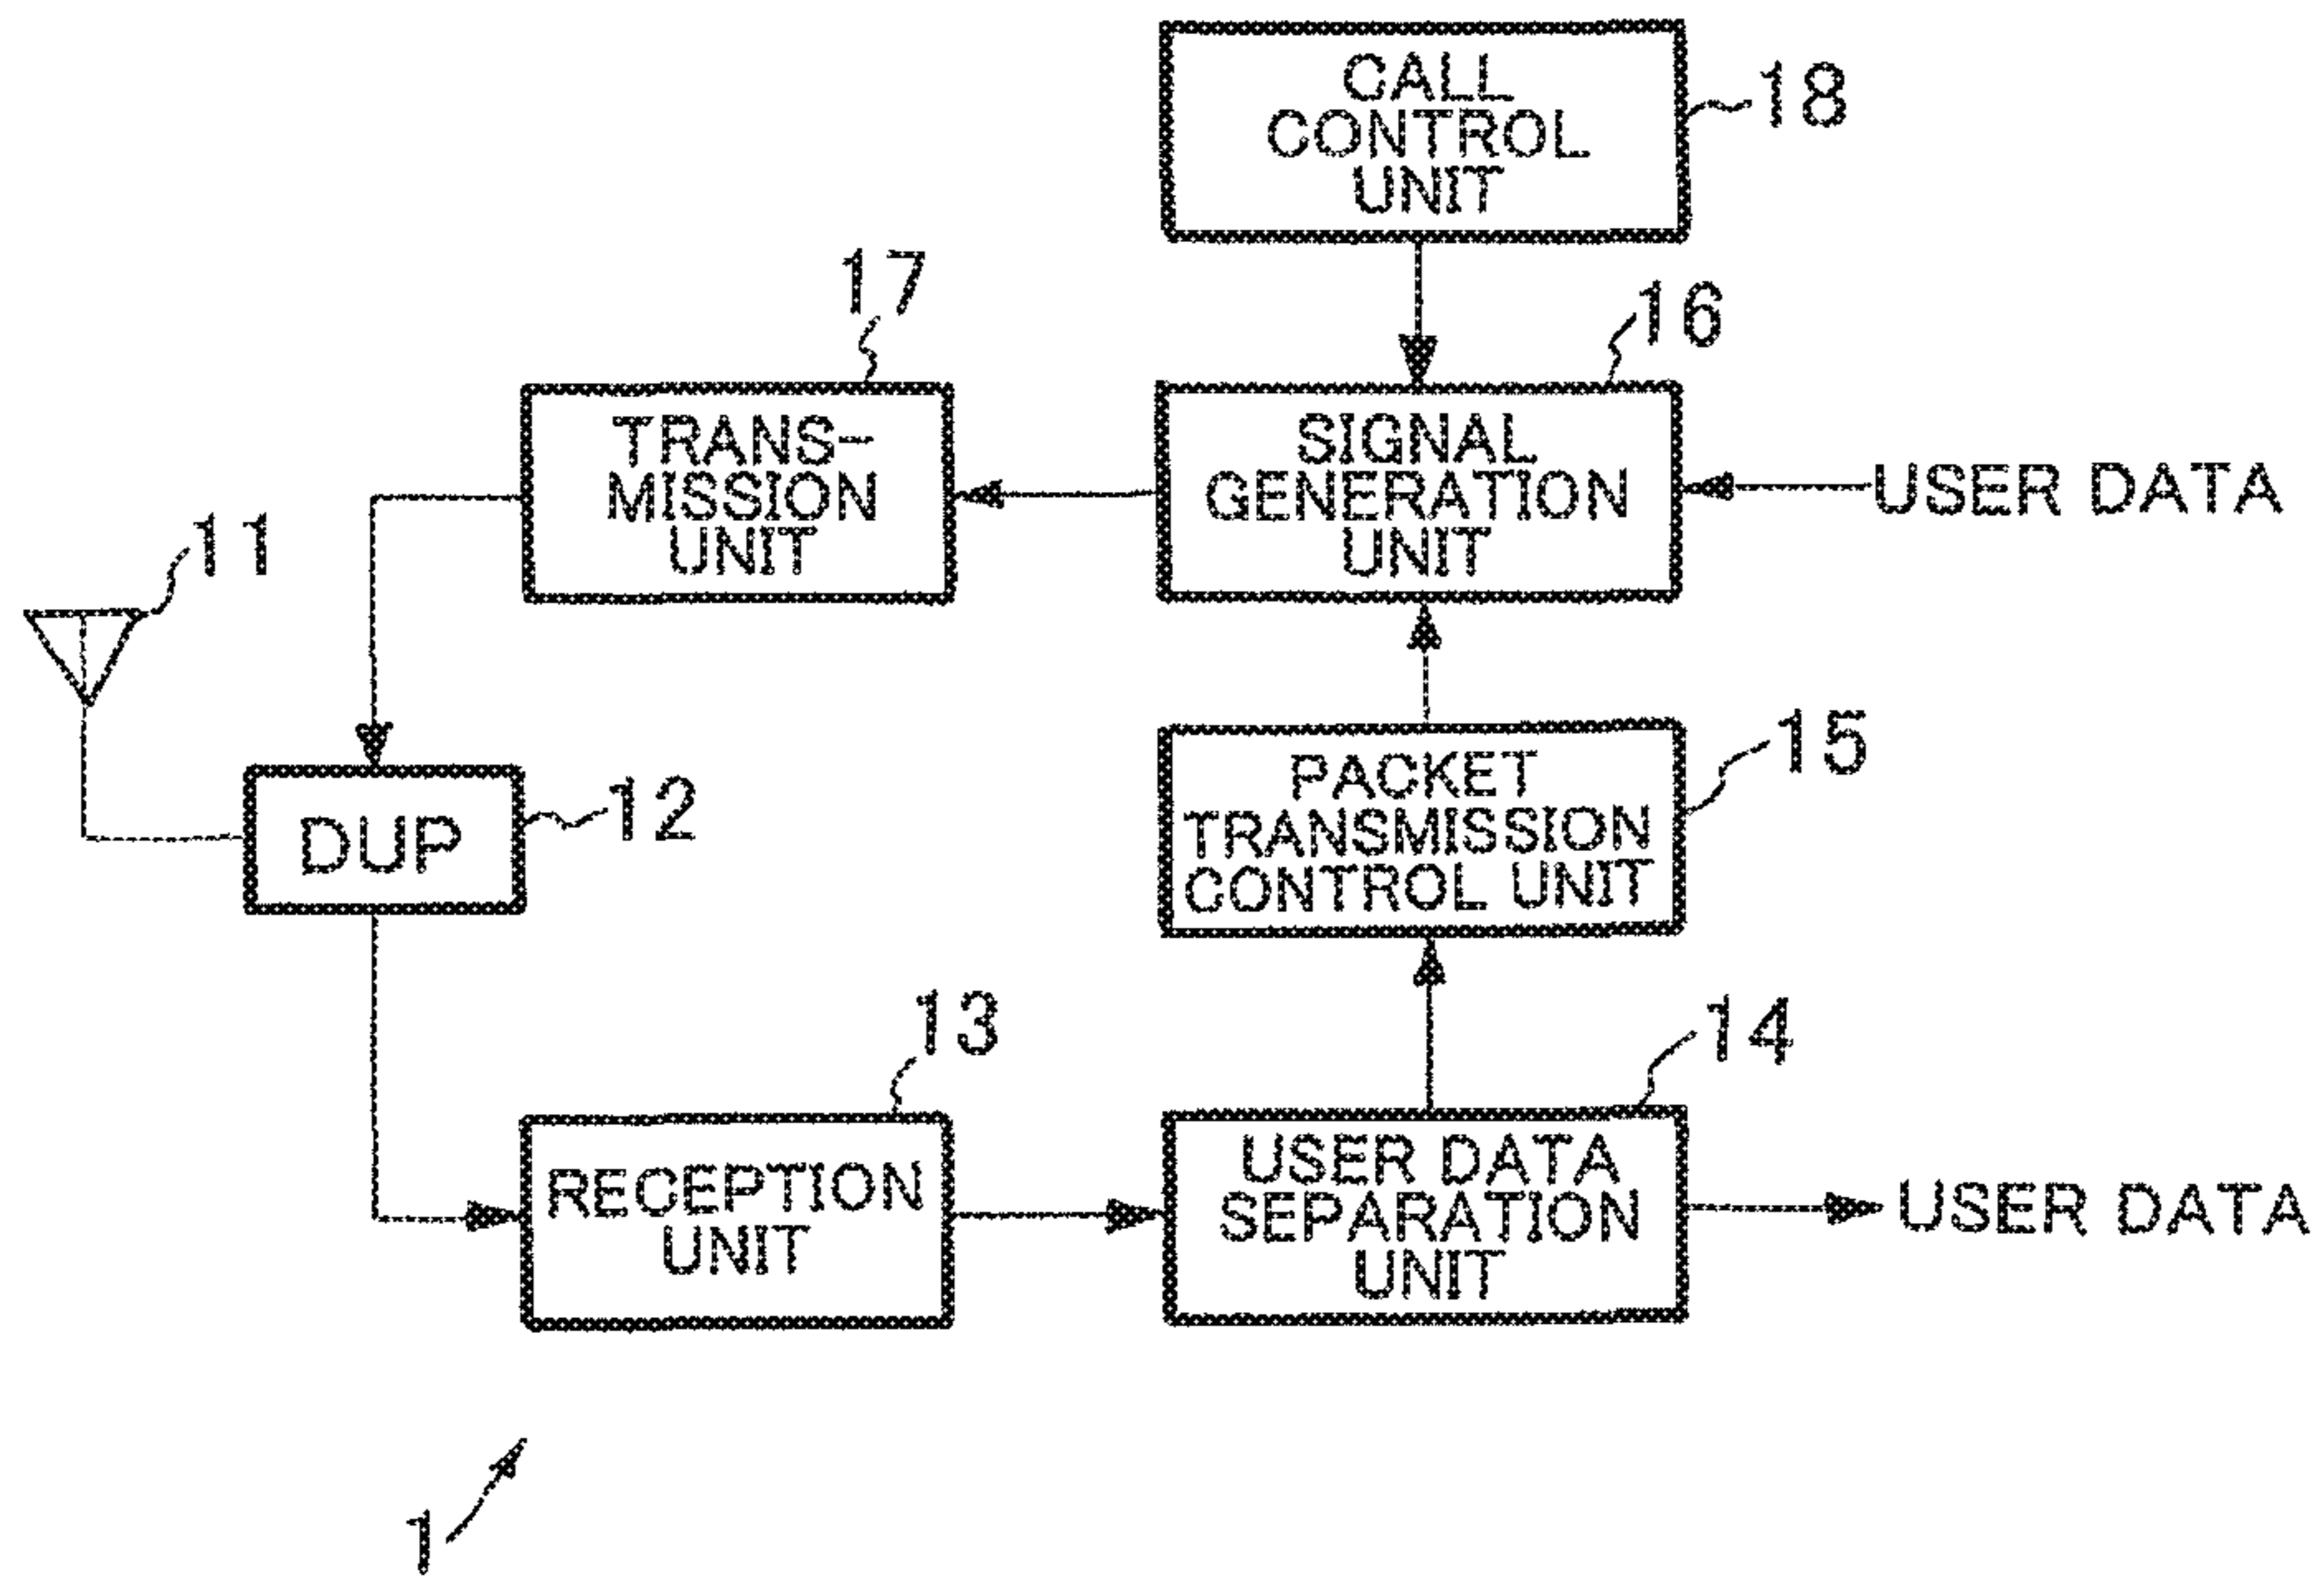 CALL
CONTROL
UNIT
18
17
16
TRANS-
MISSION
UNIT
SIGNAL
GENERATION
UNIT
USER DATA
11
DUP
12
PACKET
TRANSMISSION
CONTROL UNIT
15
13
14
RECEPTION
UNIT
USER DATA
SEPARATION
UNIT
USER DATA
1